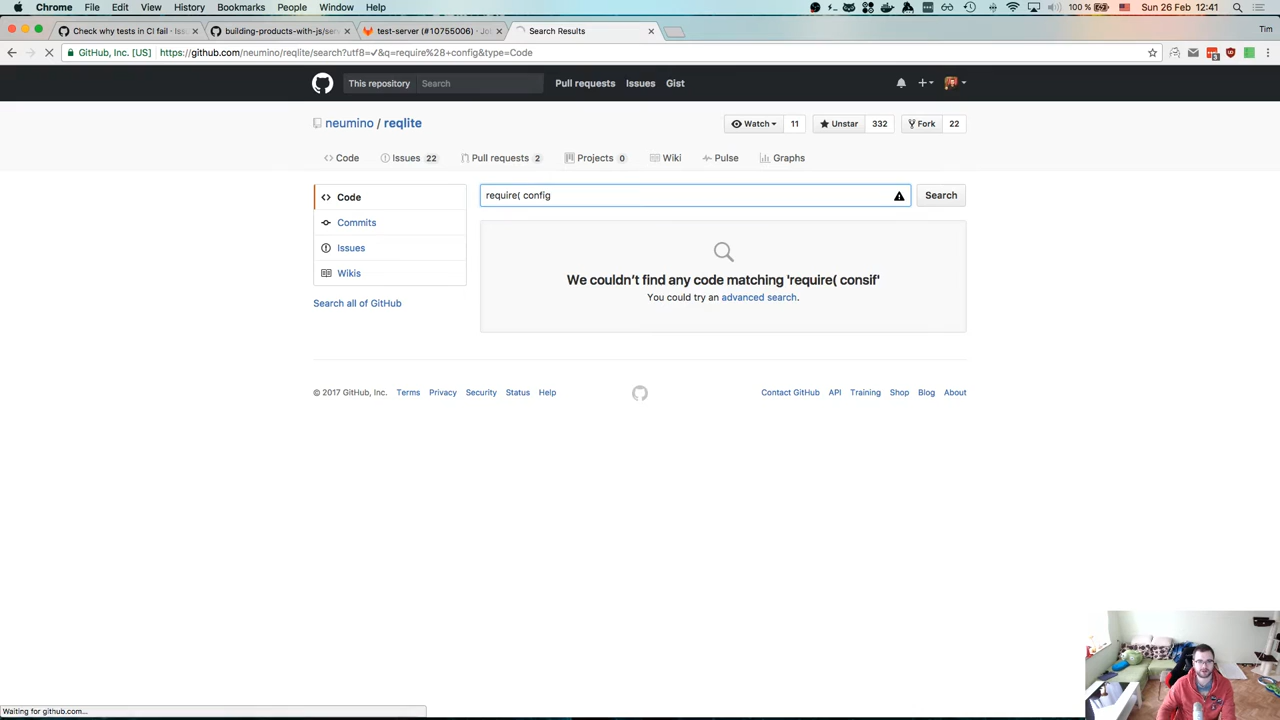 Chrome File Edit View History Bookmarks People Window Help
100 % Sun 26 Feb 12:41
Check why tests in CI fail · Iss
building-products-with-js/ser
test-server (#10755006) · Jo
Search Results
Tim
GitHub, Inc. [US] https://github.com/neumino/reqlite/search?utf8=✓&q=require%28+config&type=Code
This repository Search Pull requests Issues Gist
neumino / reqlite
Watch 11 Unstar 332 Fork 22
Code Issues 22 Pull requests 2 Projects 0 Wiki Pulse Graphs
Code
Commits
Issues
Wikis
Search all of GitHub
require( config
Search
We couldn't find any code matching 'require( consif'
You could try an advanced search.
© 2017 GitHub, Inc. Terms Privacy Security Status Help
Contact GitHub API Training Shop Blog About
Waiting for github.com...